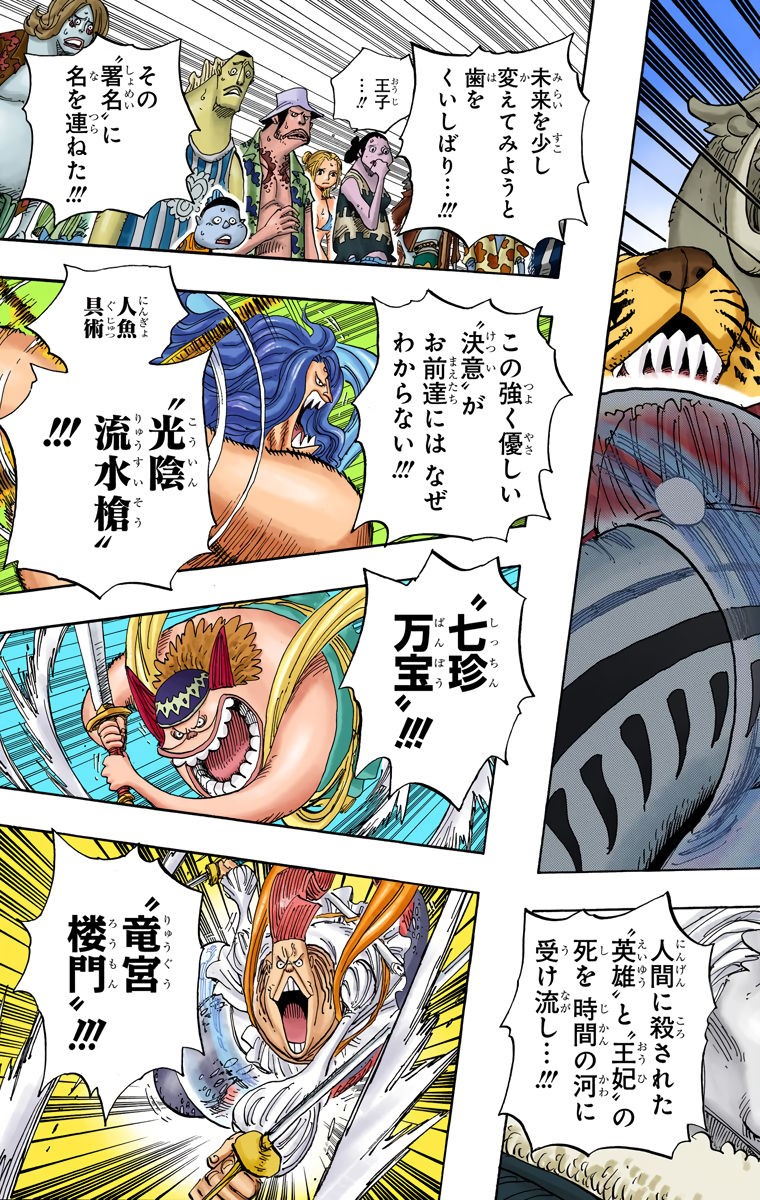 人間に殺された
〝英雄〟と〝王妃〟の
死を 時間の河に
受け流し…!!!
未来を少し
変えてみようと
歯を
くいしばり…!!!
王子
…!!
その
〝署名〟に
名を連ねた!!!
この強く優しい
〝決意〟が
お前達には なぜ
わからない!!!
人魚
具術
〝光陰
流水槍〟
!!!
〝七珍
万宝〟!!!
〝竜宮
楼門〟!!!